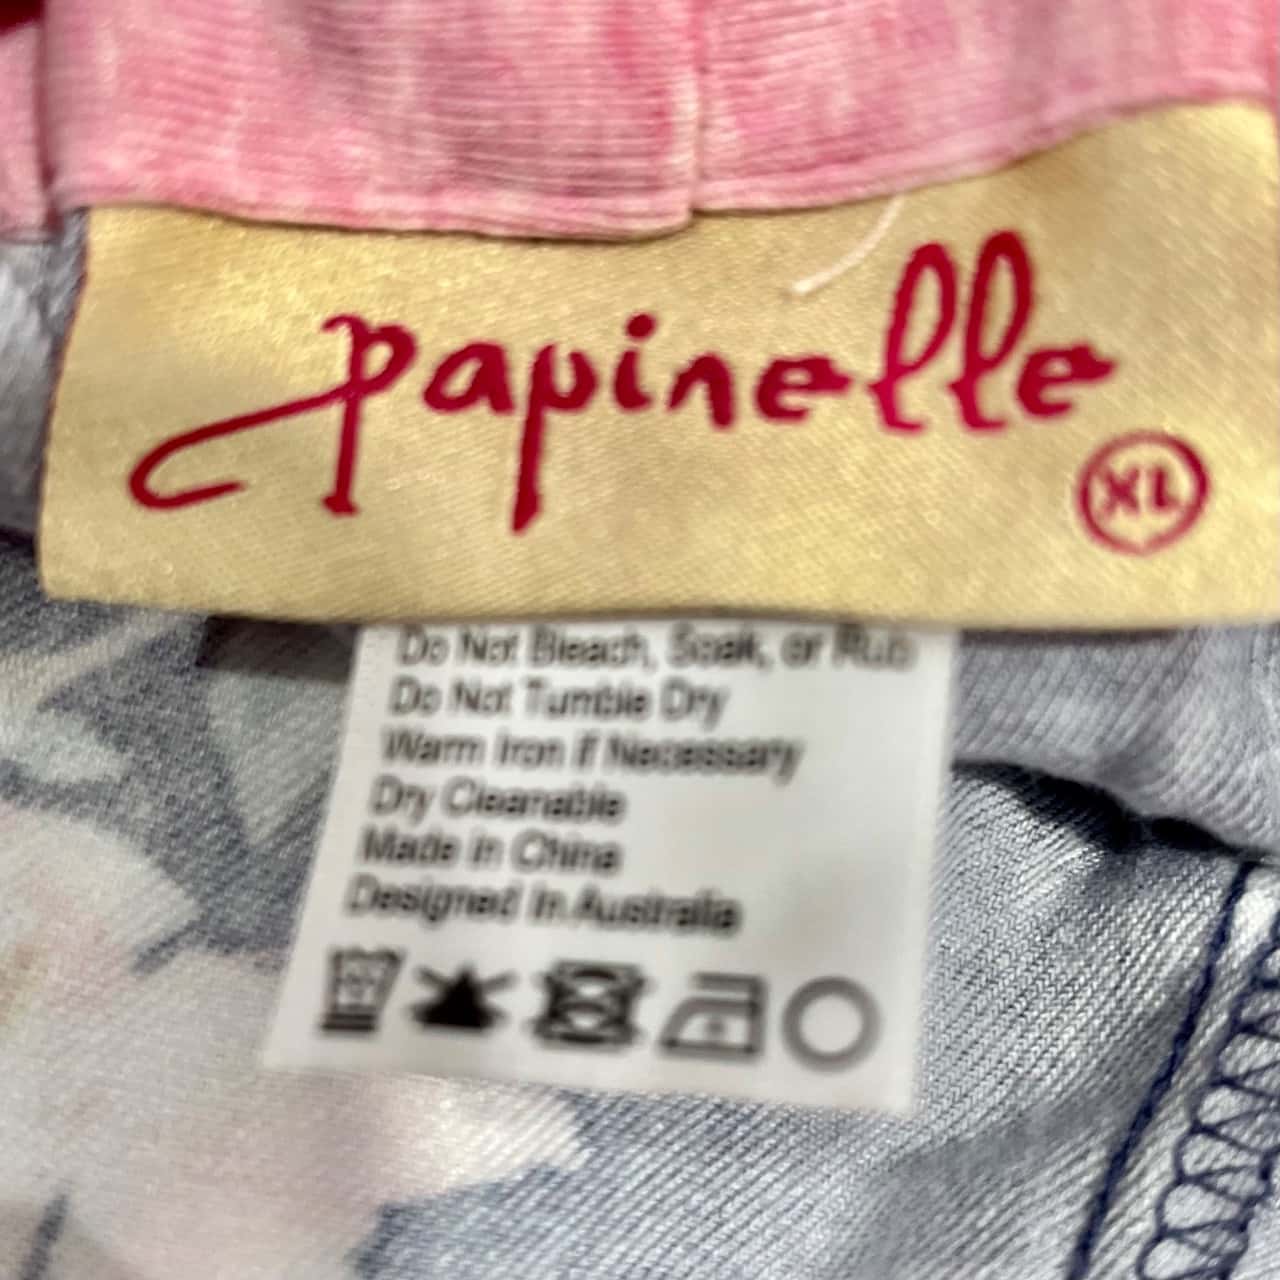 papinelle
XL
Do Not Bleach, Soak, or Rub
Do Not Tumble Dry
Warm Iron if Necessary
Dry Cleanable
Made in China
Designed In Australia